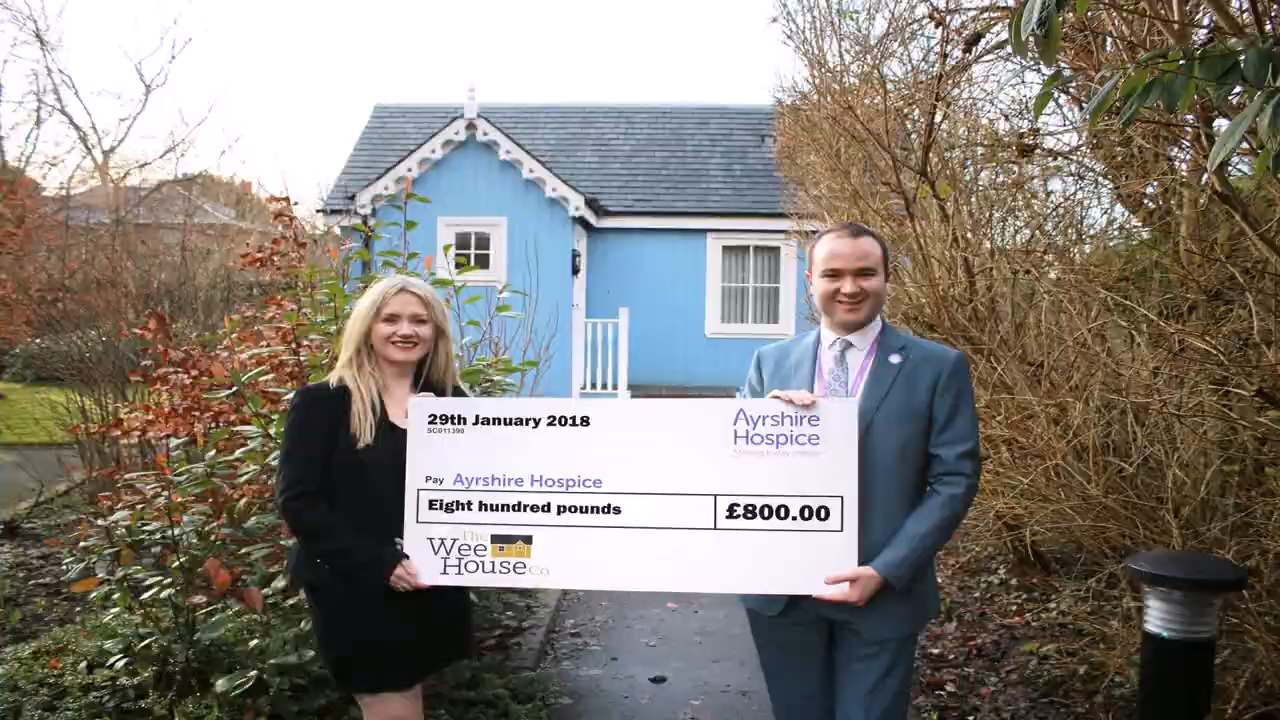 29th January 2018
SC011390
Ayrshire
Hospice
Pay Ayrshire Hospice
Eight hundred pounds £800.00
The
Wee
House Co